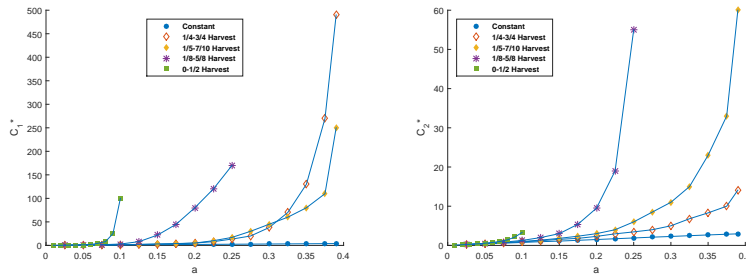 500
450
400
350
300
250
200
150
100
50
0
C1*
0
0.05
0.1
0.15
0.2
0.25
0.3
0.35
0.4
a
Constant
1/4-3/4 Harvest
1/5-7/10 Harvest
1/8-5/8 Harvest
0-1/2 Harvest
60
50
40
30
20
10
0
C2*
0
0.05
0.1
0.15
0.2
0.25
0.3
0.35
a
Constant
1/4-3/4 Harvest
1/5-7/10 Harvest
1/8-5/8 Harvest
0-1/2 Harvest